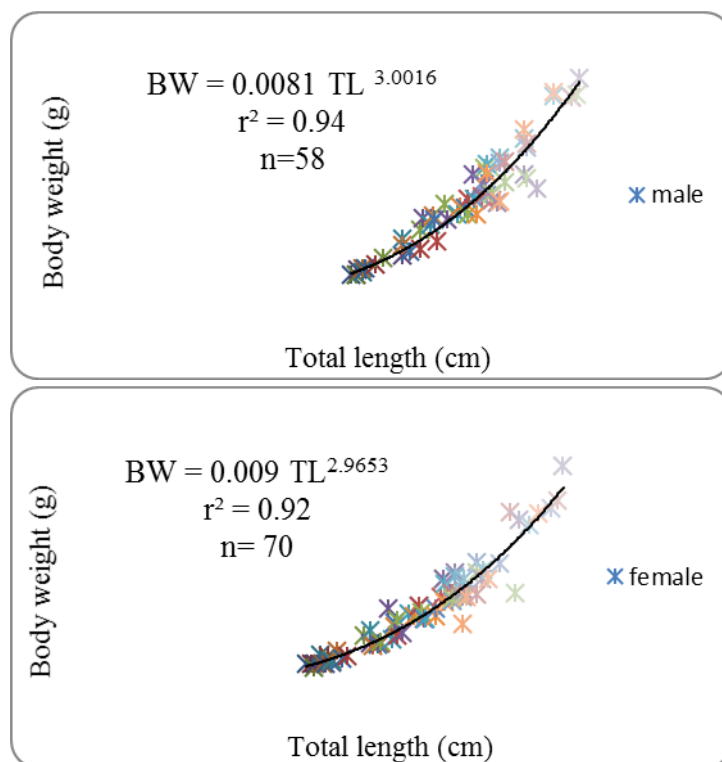 BW = 0.0081 TL 3.0016
r² = 0.94
n=58
Body weight (g)
male
Total length (cm)
BW = 0.009 TL2.9653
r² = 0.92
n= 70
Body weight (g)
female
Total length (cm)